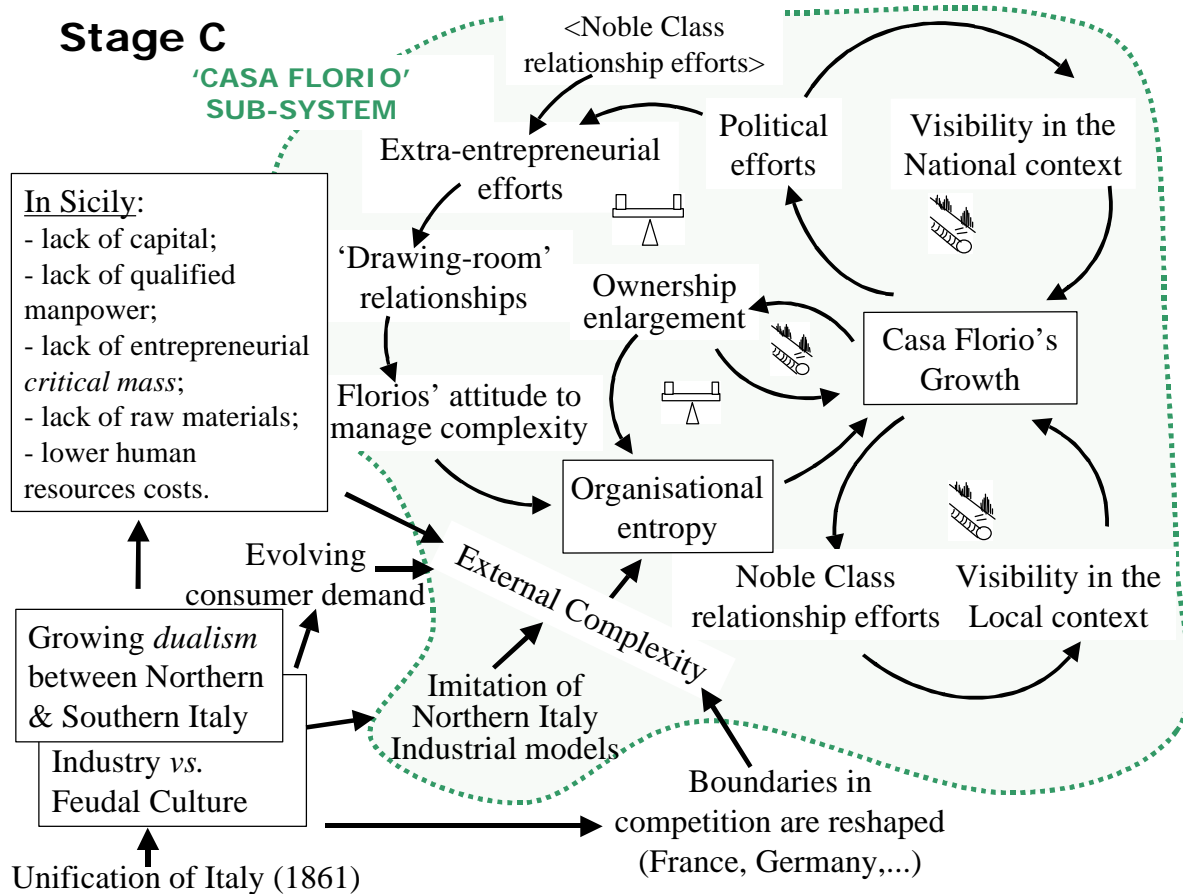 Stage C
‘CASA FLORIO’
SUB-SYSTEM
<Noble Class
relationship efforts>
Political
efforts
Visibility in the
National context
Extra-entrepreneurial
efforts
In Sicily:
- lack of capital;
- lack of qualified
manpower;
- lack of entrepreneurial
critical mass;
- lack of raw materials;
- lower human
resources costs.
‘Drawing-room’
relationships
Ownership
enlargement
Casa Florio’s
Growth
Florios’ attitude to
manage complexity
Organisational
entropy
Evolving
consumer demand
External Complexity
Noble Class
relationship efforts
Visibility in the
Local context
Growing dualism
between Northern
& Southern Italy
Imitation of
Northern Italy
Industrial models
Industry vs.
Feudal Culture
Boundaries in
competition are reshaped
(France, Germany,...)
Unification of Italy (1861)